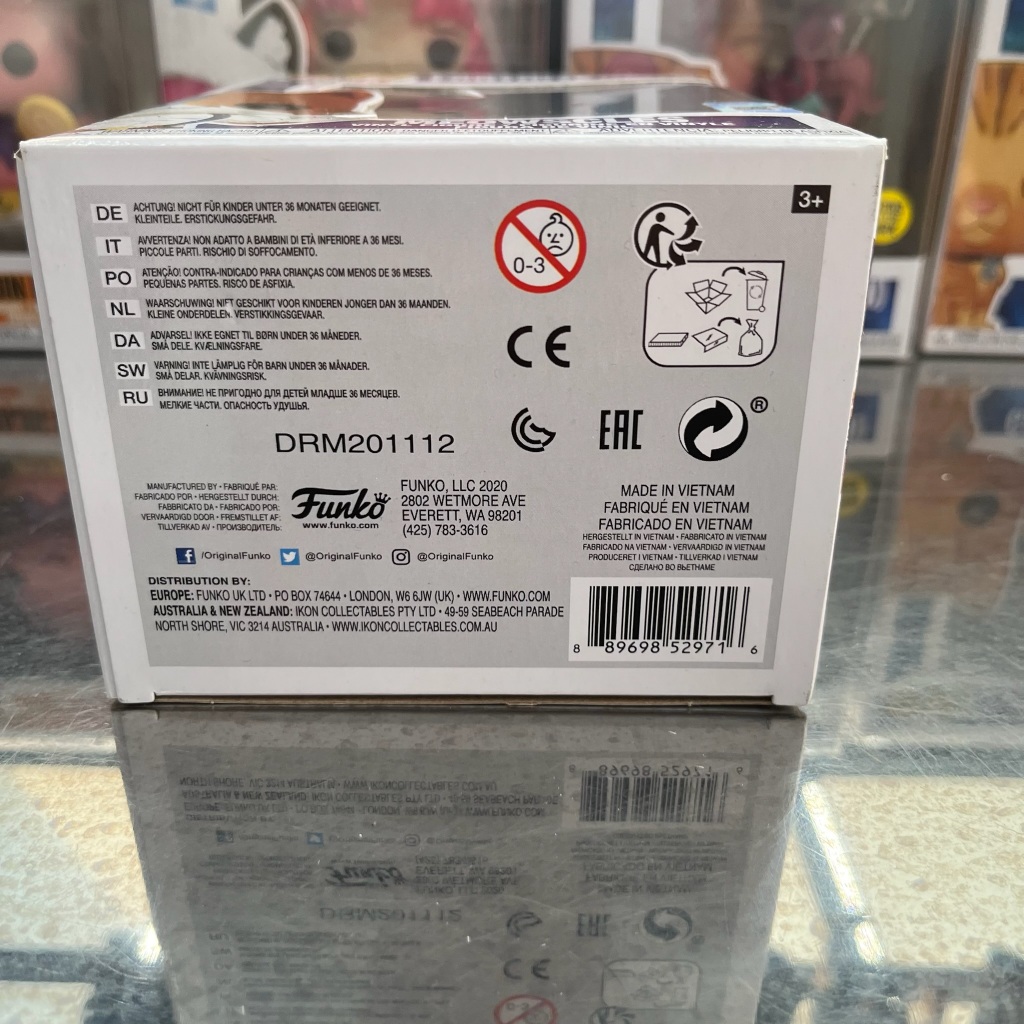 ATTENTION:
AVERTENCIA:
3+
DE ACHTUNG! NICHT FÜR KINDER UNTER 36 MONATEN GEEIGNET.
KLEINTEILE. ERSTICKUNGSGEFAHR.
IT AVVERTENZA! NON ADATTO A BAMBINI DI ETÀ INFERIORE A 36 MESI.
PICCOLE PARTI. RISCHIO DI SOFFOCAMENTO.
PO ATENÇÃO! CONTRA-INDICADO PARA CRIANÇAS COM MENOS DE 36 MESES.
PEQUENAS PARTES. RISCO DE ASFIXIA.
NL WAARSCHUWING! NIET GESCHIKT VOOR KINDEREN JONGER DAN 36 MAANDEN.
KLEINE ONDERDELEN. VERSTIKKINGSGEVAAR.
DA ADVARSEL! IKKE EGNET TIL BØRN UNDER 36 MÅNEDER.
SMÅ DELE. KVÆLNINGSFARE.
SW VARNING! INTE LÄMPLIG FÖR BARN UNDER 36 MÅNADER.
SMÅ DELAR. KVÄVNINGSRISK.
RU ВНИМАНИЕ! НЕ ПРИГОДНО ДЛЯ ДЕТЕЙ МЛАДШЕ 36 МЕСЯЦЕВ.
МЕЛКИЕ ЧАСТИ. ОПАСНОСТЬ УДУШЬЯ.
0-3
CE
EAC
®
DRM201112
MANUFACTURED BY • FABRIQUÉ PAR:
FABRICADO POR • HERGESTELLT DURCH:
FABRICATO DA • FABRICADO POR:
VERVAARDIGD DOOR • FREMSTILLET AF:
TILLVERKAD AV • ПРОИЗВОДИТЕЛЬ:
Funko
www.funko.com
FUNKO, LLC 2020
2802 WETMORE AVE
EVERETT, WA 98201
(425) 783-3616
/OriginalFunko @OriginalFunko @OriginalFunko
MADE IN VIETNAM
FABRIQUÉ EN VIETNAM
FABRICADO EN VIETNAM
HERGESTELLT IN VIETNAM • FABBRICATO IN VIETNAM
FABRICADO NA VIETNAM • VERVAARDIGD IN VIETNAM
PRODUCERET I VIETNAM • TILLVERKAD I VIETNAM
СДЕЛАНО ВО ВЬЕТНАМЕ
DISTRIBUTION BY:
EUROPE: FUNKO UK LTD • PO BOX 74644 • LONDON, W6 6JW (UK) • WWW.FUNKO.COM
AUSTRALIA & NEW ZEALAND: IKON COLLECTABLES PTY LTD • 49-59 SEABEACH PARADE
NORTH SHORE, VIC 3214 AUSTRALIA • WWW.IKONCOLLECTABLES.COM.AU
8 89698 52971 6